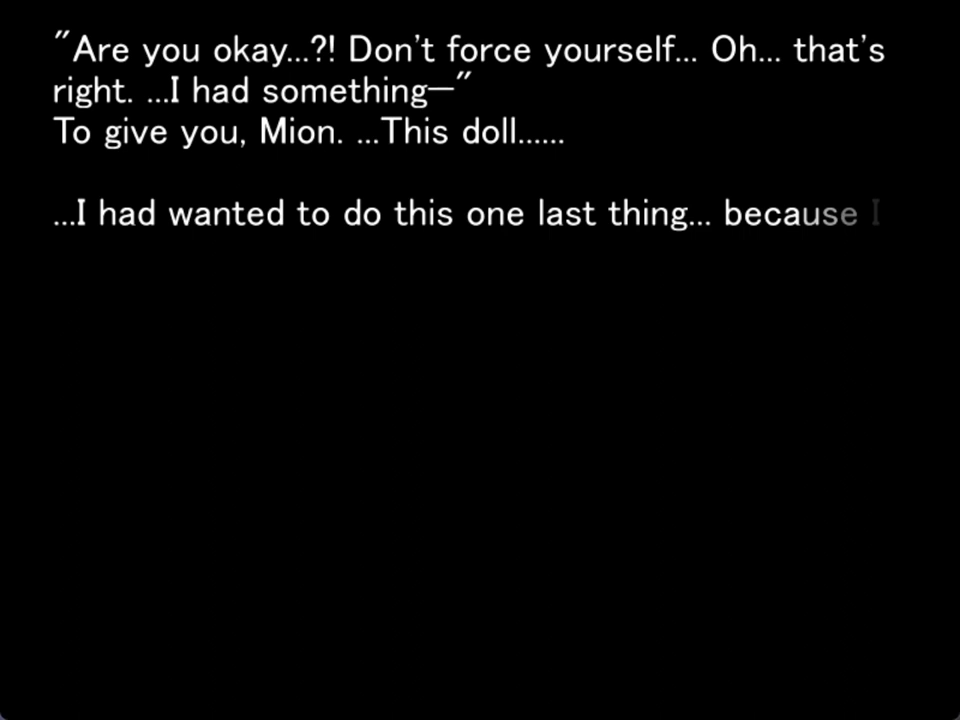 "Are you okay...?! Don't force yourself... Oh... that's
right. ...I had something—"
To give you, Mion. ...This doll......
...I had wanted to do this one last thing... because I